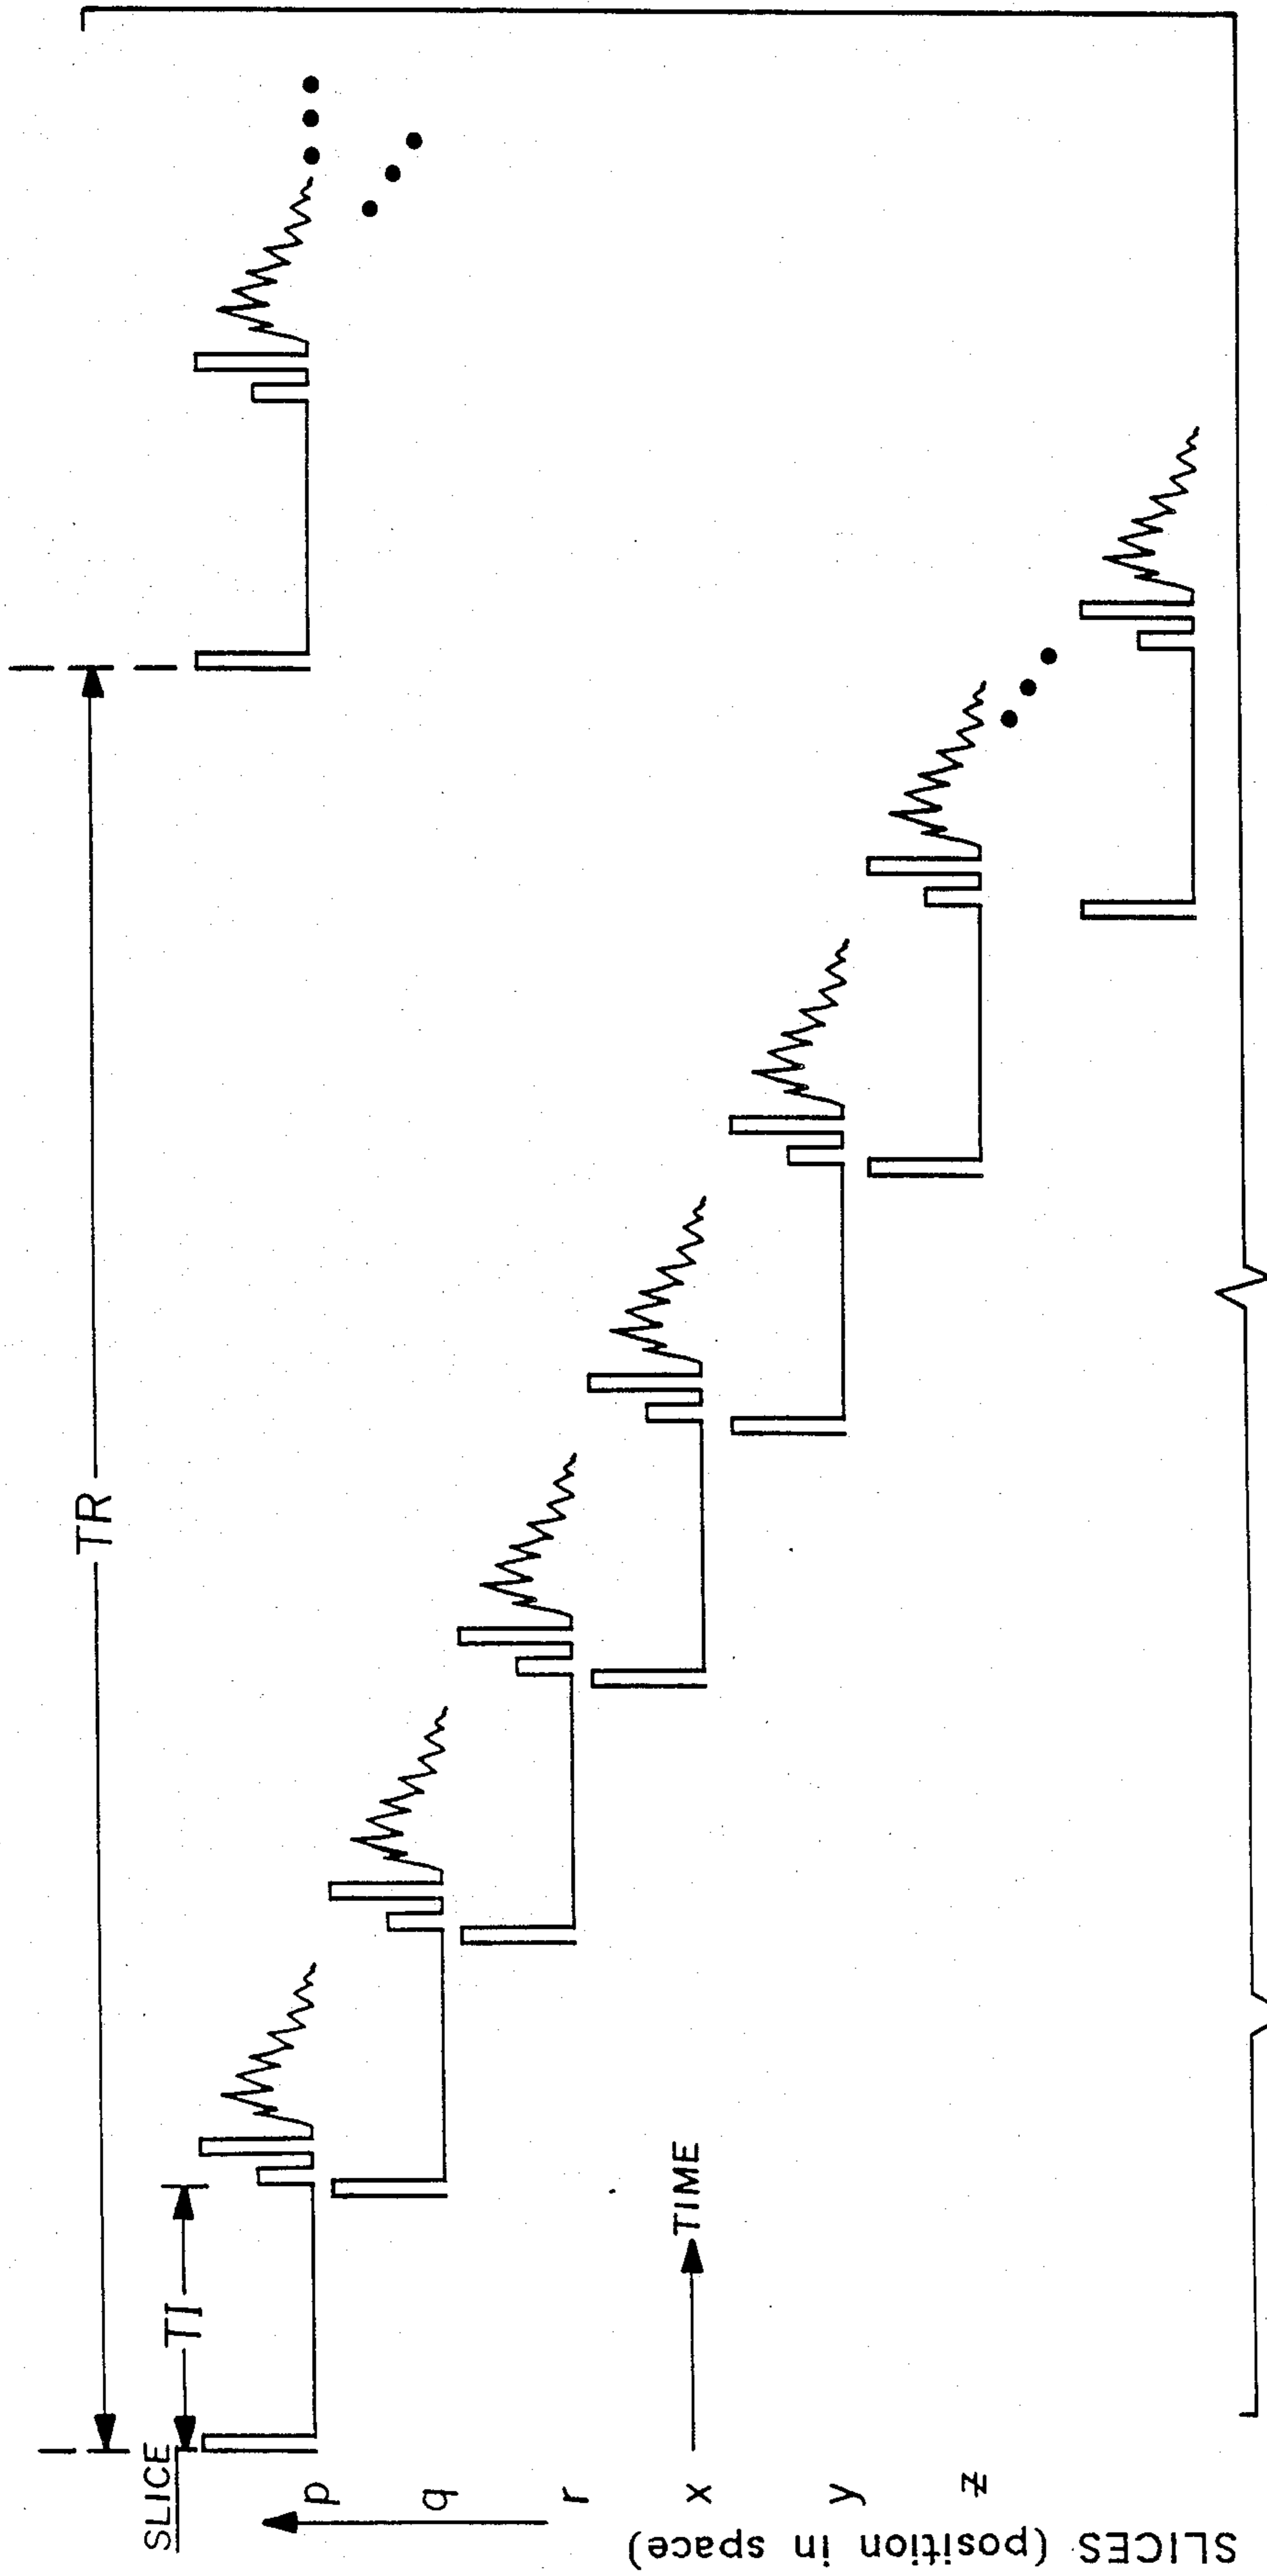 TR
SLICE
TI
p
q
r
x
TIME
y
z
SLICES (position in space)